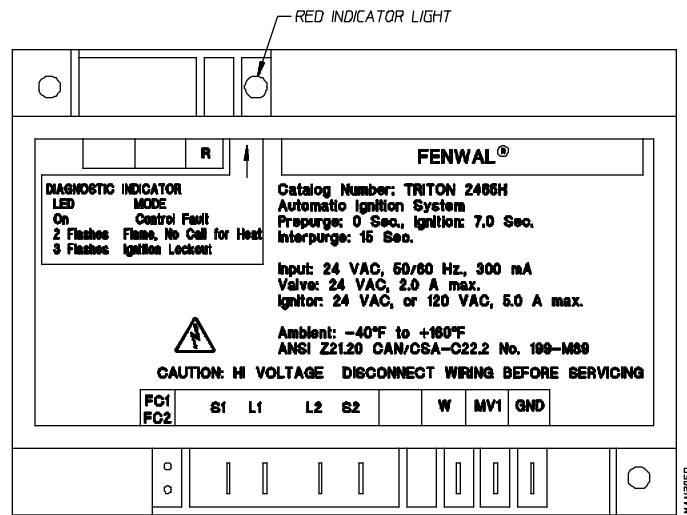 RED INDICATOR LIGHT
R
FENWAL®
DIAGNOSTIC INDICATOR
LED MODE
On Control Fault
2 Flashes Flame, No Call for Heat
3 Flashes Ignition Lockout
Catalog Number: TRITON 2465H
Automatic Ignition System
Prepurge: 0 Sec., Ignition: 7.0 Sec.
Interpurge: 15 Sec.
Input: 24 VAC, 50/60 Hz., 300 mA
Valve: 24 VAC, 2.0 A max.
Ignitor: 24 VAC, or 120 VAC, 5.0 A max.
Ambient: -40°F to +160°F
ANSI Z21.20 CAN/CSA-C22.2 No. 199-M89
CAUTION: HI VOLTAGE DISCONNECT WIRING BEFORE SERVICING
FC1 S1 L1 L2 S2 W MV1 GND
FC2